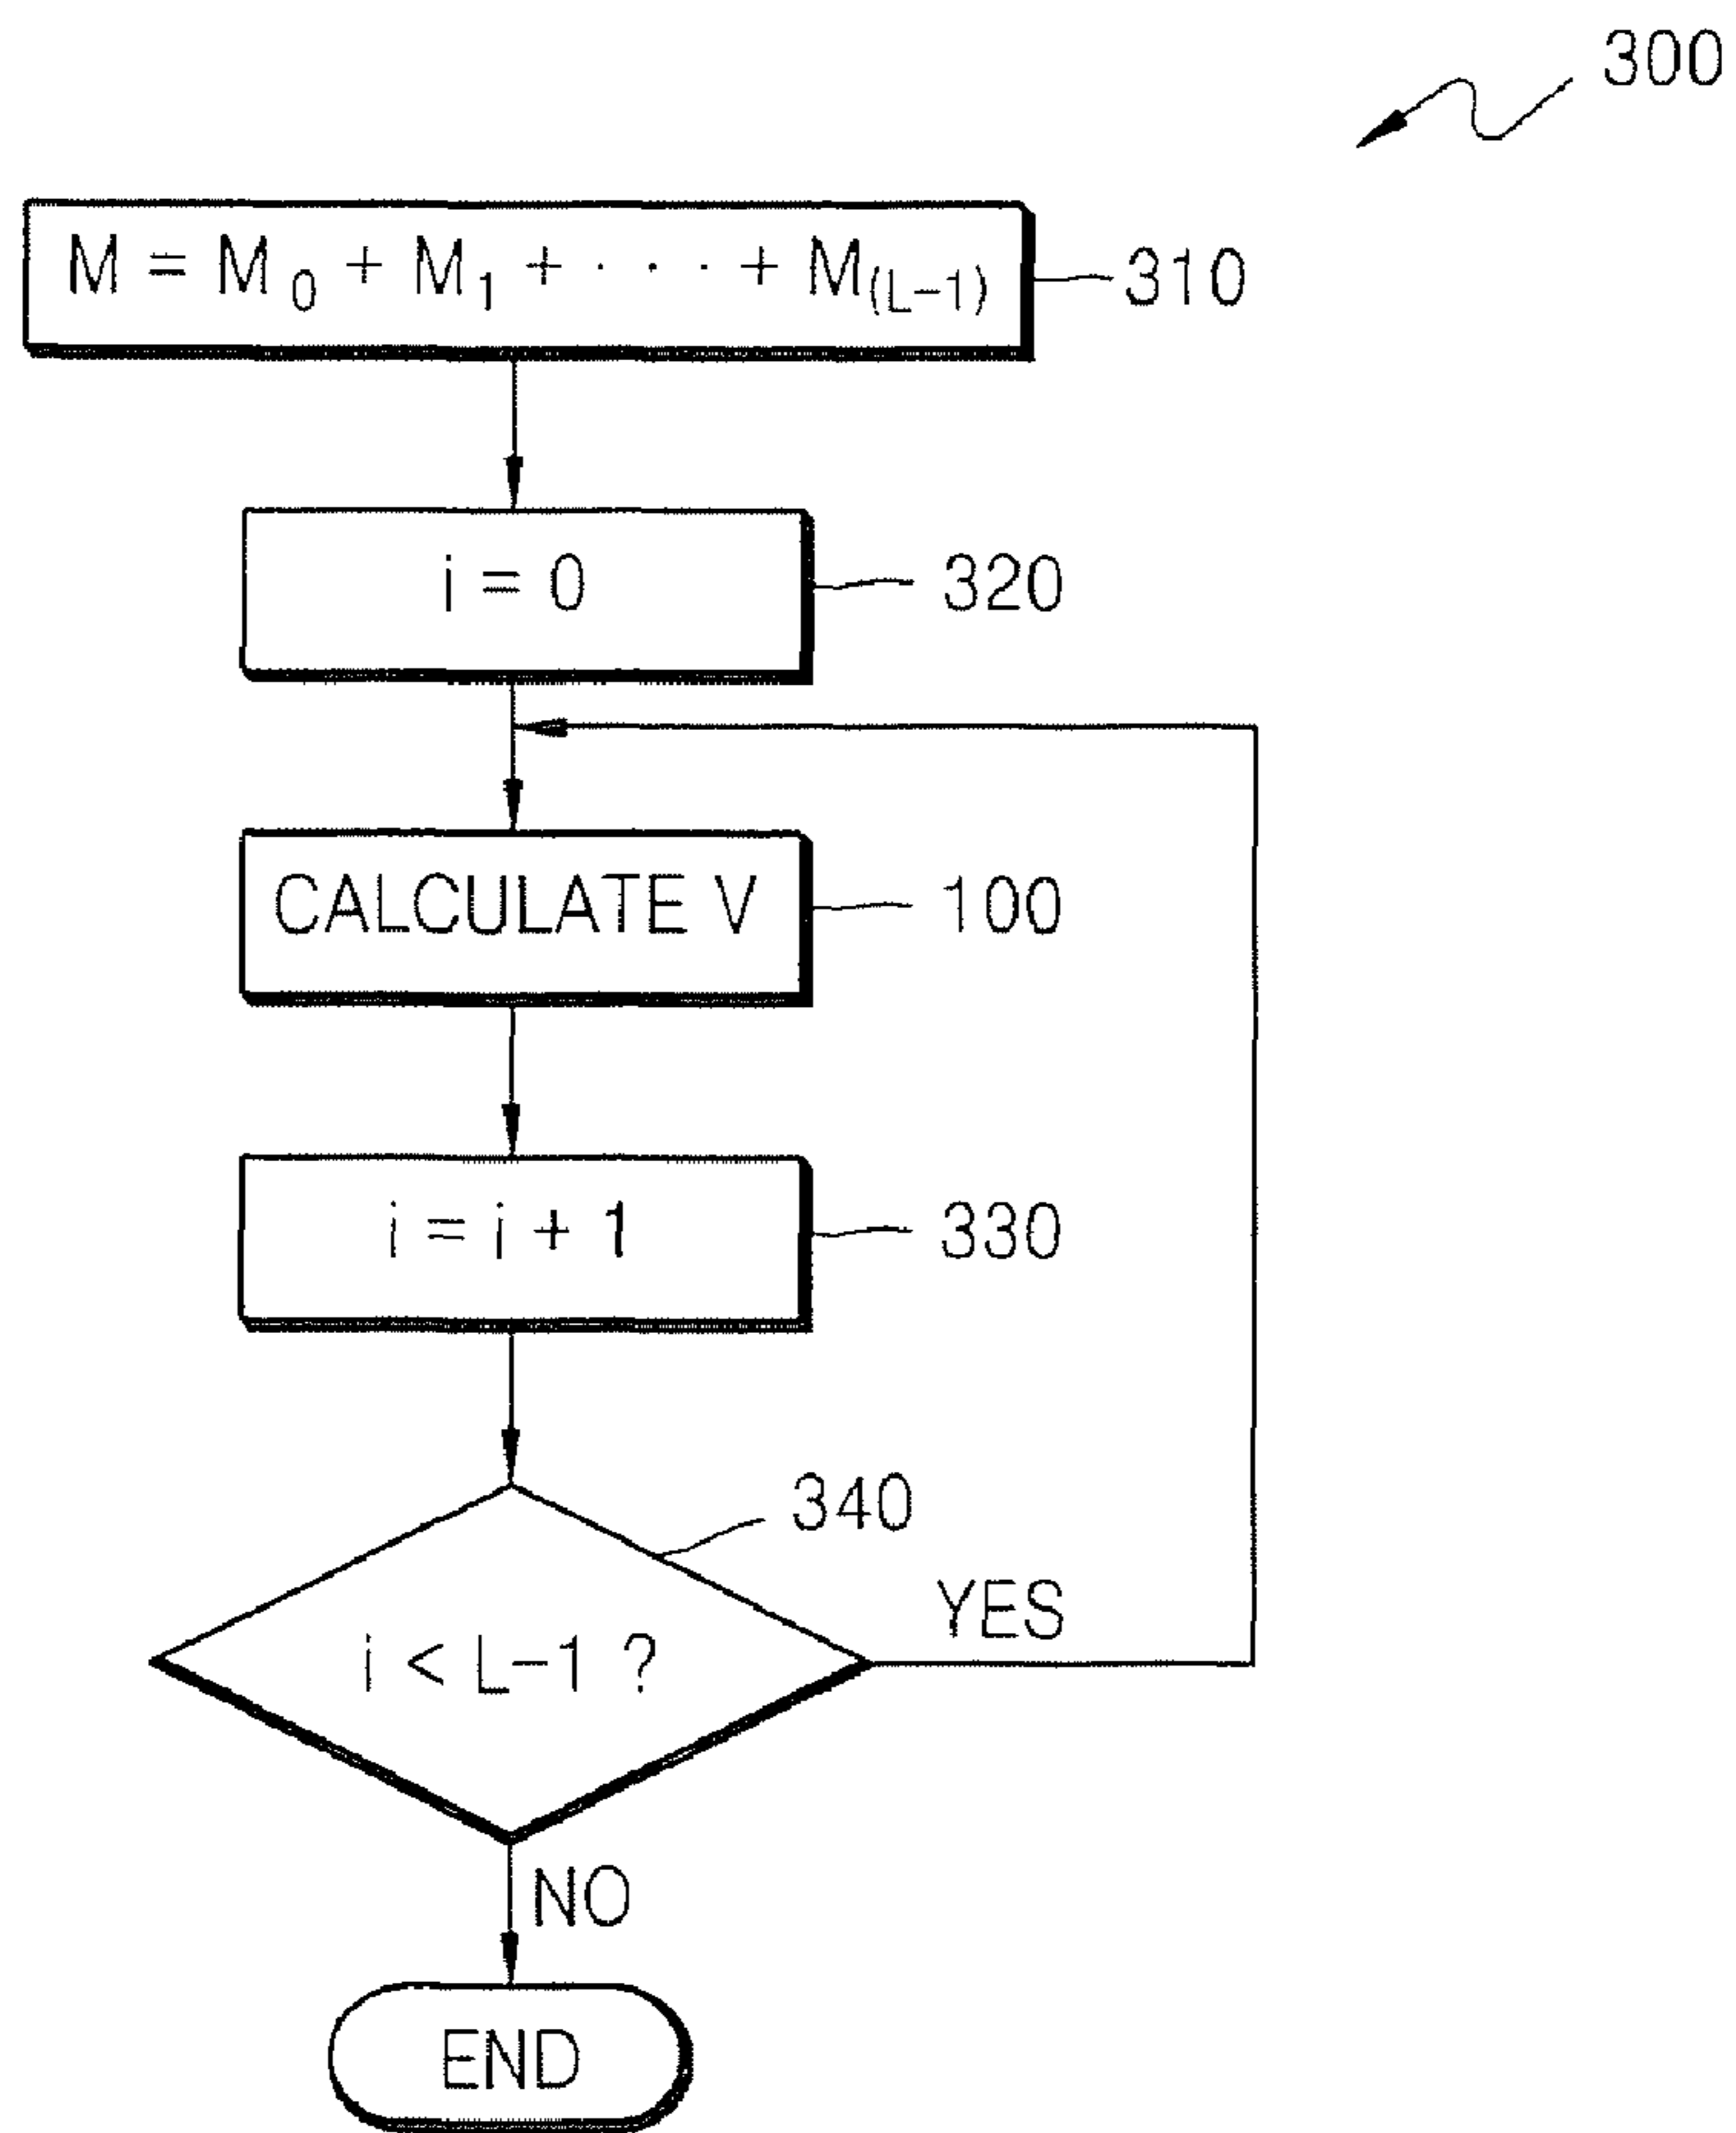 300
M = M₀ + M₁ + · · · + M₍L₋₁₎ 310
i = 0 320
CALCULATE V 100
i = i + 1 330
340
i < L−1 ? YES
NO
END